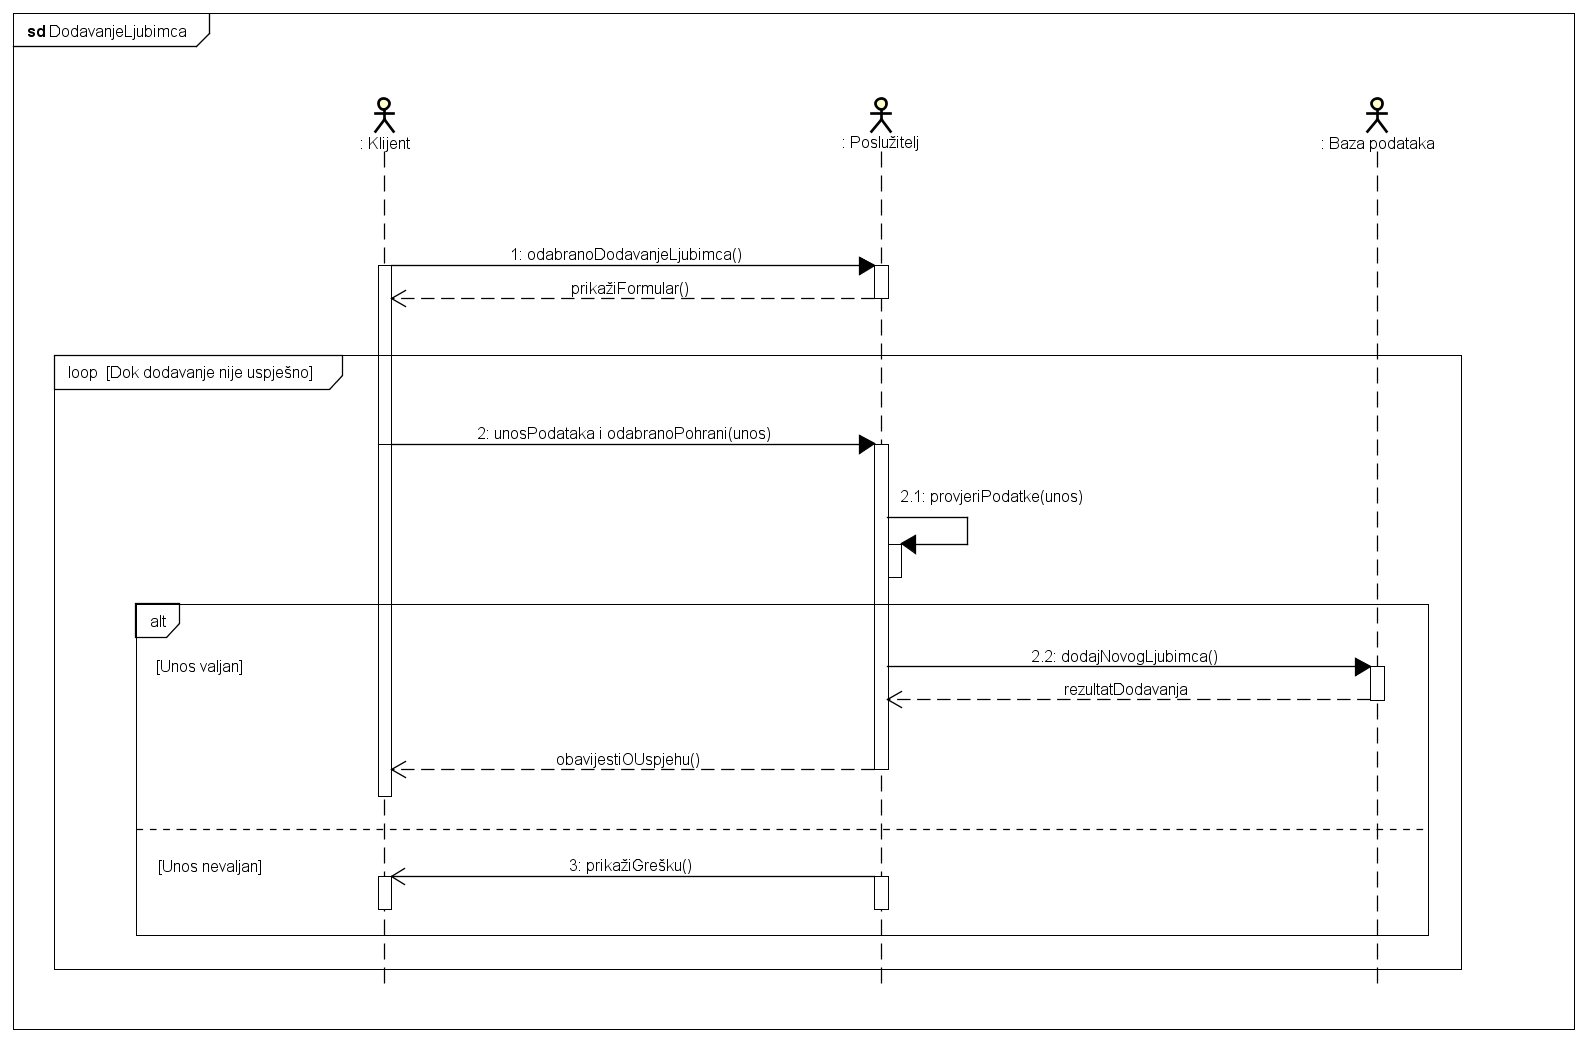 sd DodavanjeLjubimca
: Klijent
: Poslužitelj
: Baza podataka
1: odabranoDodavanjeLjubimca()
prikažiFormular()
loop [Dok dodavanje nije uspješno]
2: unosPodataka i odabranoPohrani(unos)
2.1: provjeriPodatke(unos)
alt
[Unos valjan]
2.2: dodajNovogLjubimca()
rezultatDodavanja
obavijestiOUspjehu()
[Unos nevaljan]
3: prikažiGrešku()